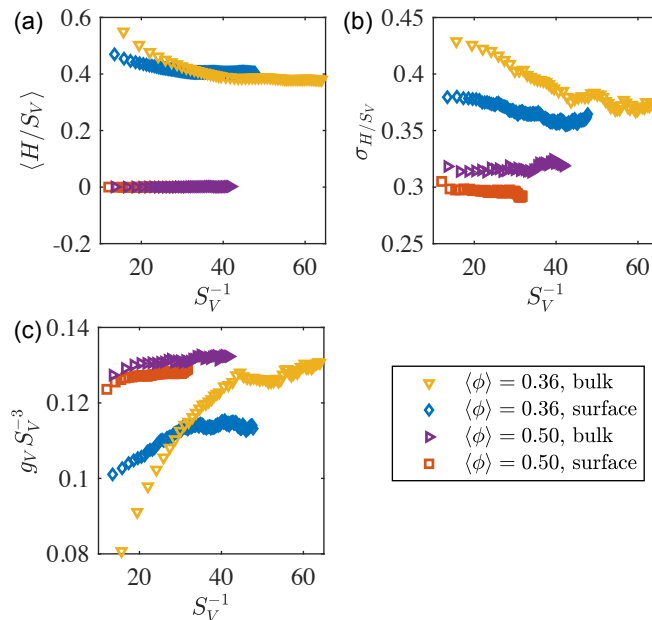 (a)
0.6
0.4
0.2
0
-0.2
⟨H/S_V⟩
20 40 60
S_V^{-1}
(b)
0.45
0.4
0.35
0.3
0.25
σ_{H/S_V}
20 40 60
S_V^{-1}
(c)
0.14
0.12
0.1
0.08
g_V S_V^{-3}
20 40 60
S_V^{-1}
⟨ϕ⟩ = 0.36, bulk
⟨ϕ⟩ = 0.36, surface
⟨ϕ⟩ = 0.50, bulk
⟨ϕ⟩ = 0.50, surface